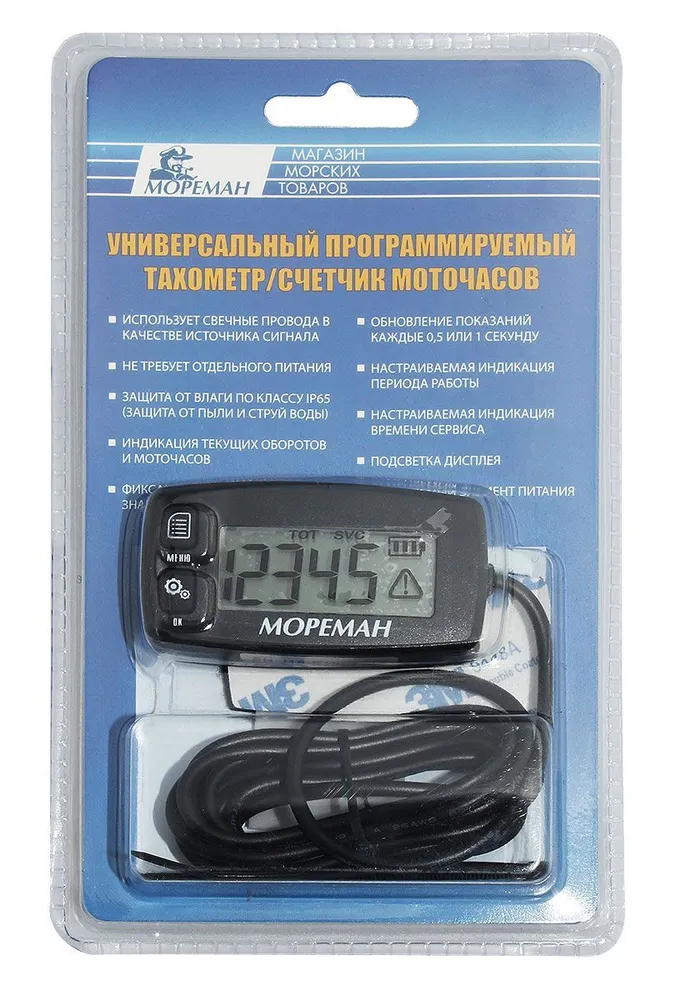 МОРЕМАН
МАГАЗИН
МОРСКИХ
ТОВАРОВ
УНИВЕРСАЛЬНЫЙ ПРОГРАММИРУЕМЫЙ
ТАХОМЕТР/СЧЕТЧИК МОТОЧАСОВ
ИСПОЛЬЗУЕТ СВЕЧНЫЕ ПРОВОДА В
КАЧЕСТВЕ ИСТОЧНИКА СИГНАЛА
НЕ ТРЕБУЕТ ОТДЕЛЬНОГО ПИТАНИЯ
ЗАЩИТА ОТ ВЛАГИ ПО КЛАССУ IP65
(ЗАЩИТА ОТ ПЫЛИ И СТРУЙ ВОДЫ)
ИНДИКАЦИЯ ТЕКУЩИХ ОБОРОТОВ
И МОТОЧАСОВ
ОБНОВЛЕНИЕ ПОКАЗАНИЙ
КАЖДЫЕ 0,5 ИЛИ 1 СЕКУНДУ
НАСТРАИВАЕМАЯ ИНДИКАЦИЯ
ПЕРИОДА РАБОТЫ
НАСТРАИВАЕМАЯ ИНДИКАЦИЯ
ВРЕМЕНИ СЕРВИСА
ПОДСВЕТКА ДИСПЛЕЯ
ПИТАНИЯ
TOT SVC
12345
МЕНЮ
OK
МОРЕМАН
3M
3M